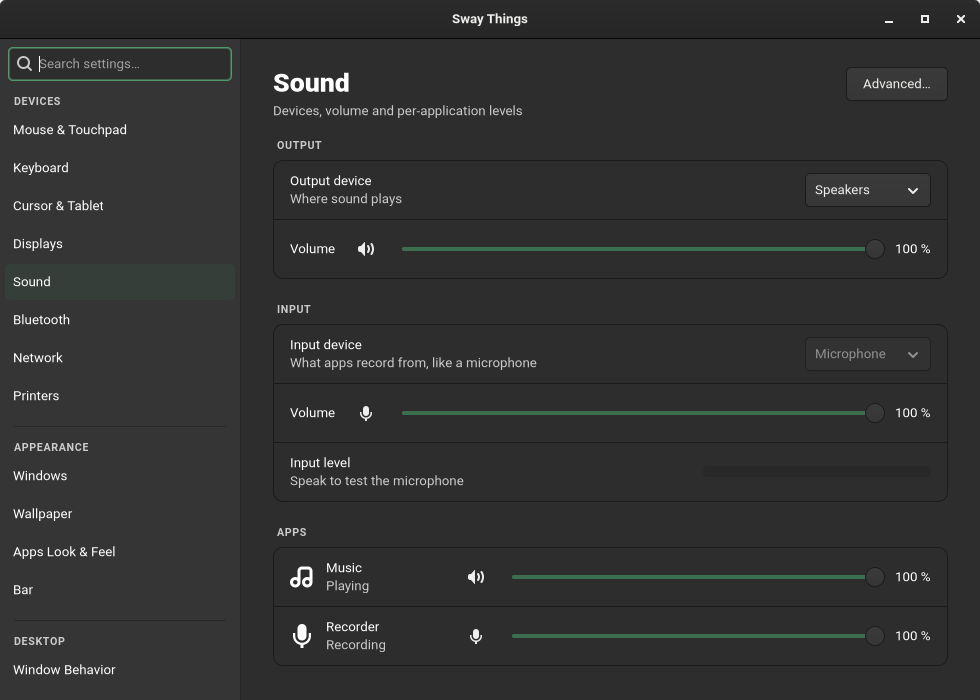 Sway Things
Search settings...
DEVICES
Mouse & Touchpad
Keyboard
Cursor & Tablet
Displays
Sound
Bluetooth
Network
Printers
APPEARANCE
Windows
Wallpaper
Apps Look & Feel
Bar
DESKTOP
Window Behavior
Sound
Advanced...
Devices, volume and per-application levels
OUTPUT
Output device
Where sound plays
Speakers
Volume 100 %
INPUT
Input device
What apps record from, like a microphone
Microphone
Volume 100 %
Input level
Speak to test the microphone
APPS
Music
Playing
100 %
Recorder
Recording
100 %